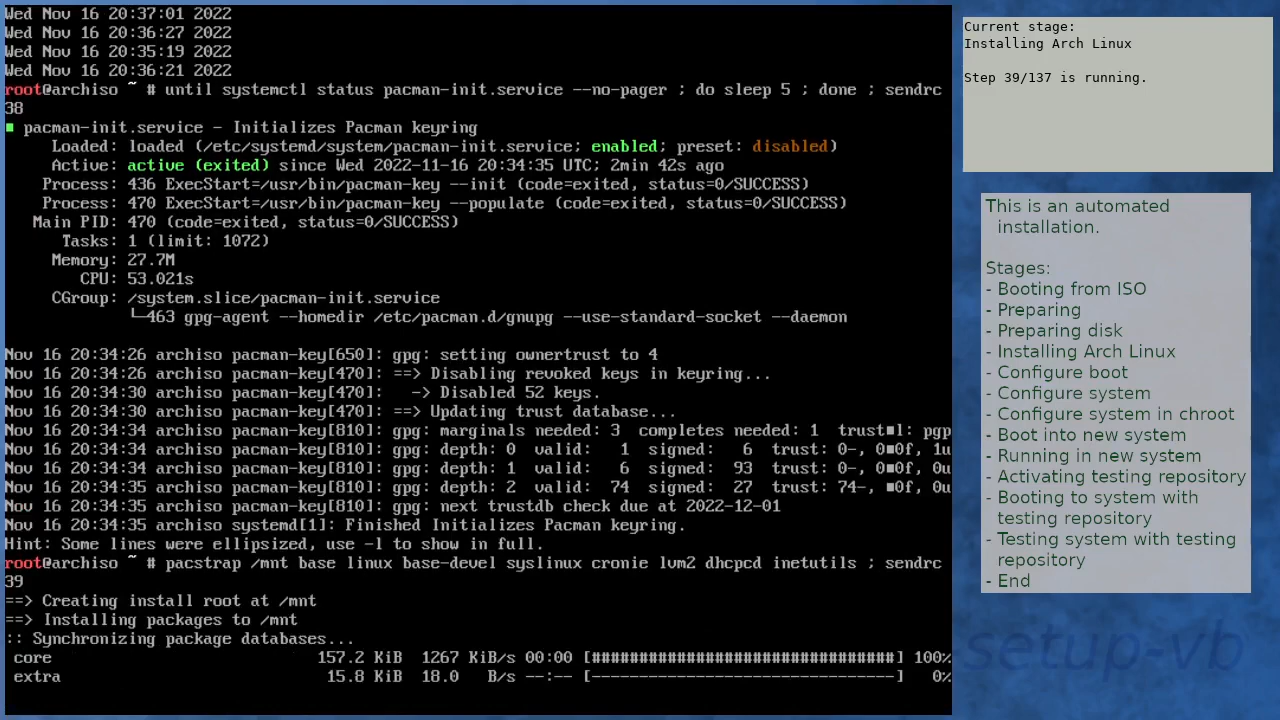 Wed Nov 16 20:37:01 2022
Wed Nov 16 20:36:27 2022
Wed Nov 16 20:35:19 2022
Wed Nov 16 20:36:21 2022
root@archiso ~ # until systemctl status pacman-init.service --no-pager ; do sleep 5 ; done ; sendrc
38
■ pacman-init.service - Initializes Pacman keyring
     Loaded: loaded (/etc/systemd/system/pacman-init.service; enabled; preset: disabled)
     Active: active (exited) since Wed 2022-11-16 20:34:35 UTC; 2min 42s ago
    Process: 436 ExecStart=/usr/bin/pacman-key --init (code=exited, status=0/SUCCESS)
    Process: 470 ExecStart=/usr/bin/pacman-key --populate (code=exited, status=0/SUCCESS)
   Main PID: 470 (code=exited, status=0/SUCCESS)
      Tasks: 1 (limit: 1072)
     Memory: 27.7M
        CPU: 53.021s
     CGroup: /system.slice/pacman-init.service
             └─463 gpg-agent --homedir /etc/pacman.d/gnupg --use-standard-socket --daemon
Nov 16 20:34:26 archiso pacman-key[650]: gpg: setting ownertrust to 4
Nov 16 20:34:26 archiso pacman-key[470]: ==> Disabling revoked keys in keyring...
Nov 16 20:34:30 archiso pacman-key[470]:   -> Disabled 52 keys.
Nov 16 20:34:30 archiso pacman-key[470]: ==> Updating trust database...
Nov 16 20:34:35 archiso pacman-key[810]: gpg: marginals needed: 3  completes needed: 1  trust■l: pgp
Nov 16 20:34:35 archiso pacman-key[810]: gpg: depth: 0  valid:   1  signed:   6  trust: 0-, 0■0f, 1u
Nov 16 20:34:35 archiso pacman-key[810]: gpg: depth: 1  valid:   6  signed:  93  trust: 0-, 0■0f, 0u
Nov 16 20:34:35 archiso pacman-key[810]: gpg: depth: 2  valid:  74  signed:  27  trust: 74-, ■0f, 0u
Nov 16 20:34:35 archiso pacman-key[810]: gpg: next trustdb check due at 2022-12-01
Nov 16 20:34:35 archiso systemd[1]: Finished Initializes Pacman keyring.
Hint: Some lines were ellipsized, use -l to show in full.
root@archiso ~ # pacstrap /mnt base linux base-devel syslinux cronie lvm2 dhcpcd inetutils ; sendrc
39
==> Creating install root at /mnt
==> Installing packages to /mnt
:: Synchronizing package databases...
 core                            157.2 KiB  1267 KiB/s 00:00 [################################] 100%
 extra                            15.8 KiB  18.0   B/s --:-- [--------------------------------]   0%
Current stage:
Installing Arch Linux
Step 39/137 is running.
This is an automated
installation.
Stages:
- Booting from ISO
- Preparing
- Preparing disk
- Installing Arch Linux
- Configure boot
- Configure system
- Configure system in chroot
- Boot into new system
- Running in new system
- Activating testing repository
- Booting to system with
testing repository
- Testing system with testing
repository
- End
setup-vb